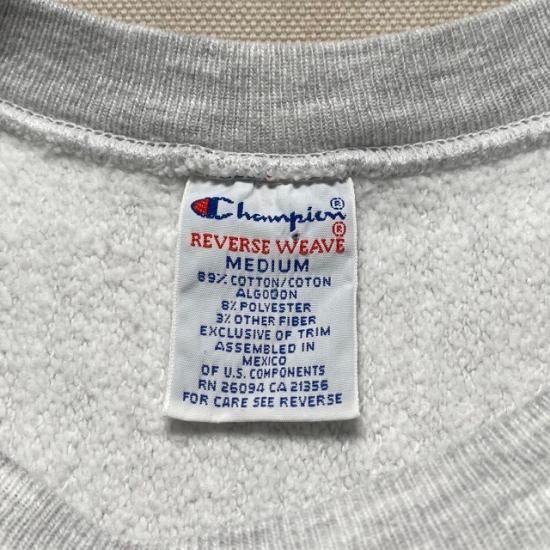 Champion®
REVERSE WEAVE®
MEDIUM
89% COTTON/COTON
ALGODON
8% POLYESTER
3% OTHER FIBER
EXCLUSIVE OF TRIM
ASSEMBLED IN
MEXICO
OF U.S. COMPONENTS
RN 26094 CA 21356
FOR CARE SEE REVERSE